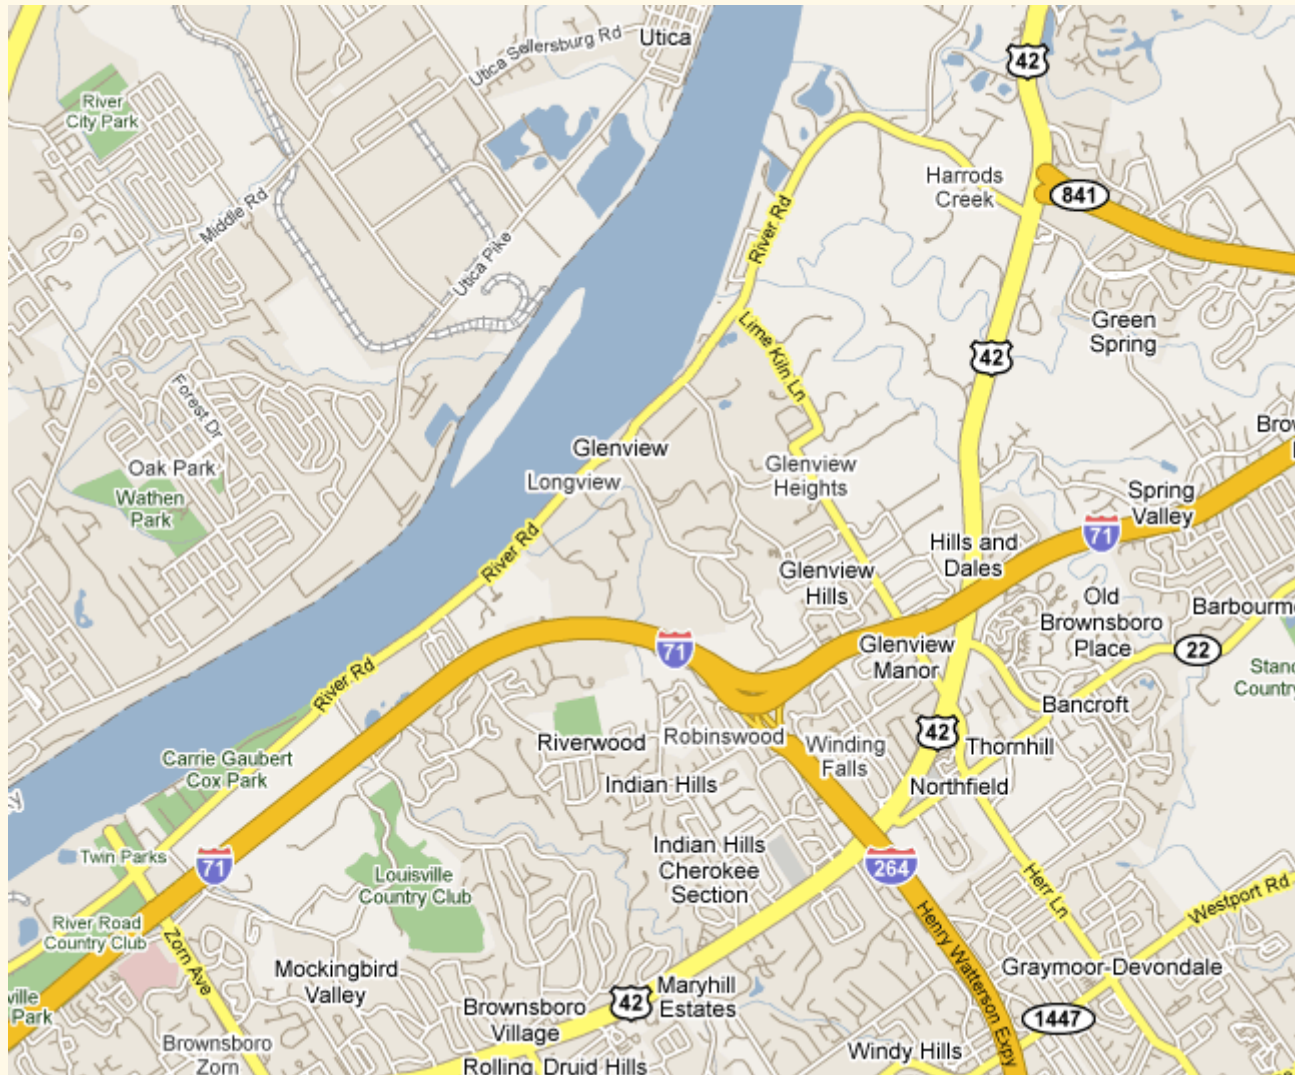 Utica Sellersburg Rd
Utica
42
River
City Park
Harrods
Creek
841
Middle Rd
River Rd
Utica Pike
Green
Spring
Lime Kiln Ln
42
Forest Dr
Glenview
Oak Park
Longview
Glenview
Heights
Wathen
Park
Spring
Valley
71
River Rd
Hills and
Dales
Glenview
Hills
Old
Brownsboro
Place
22
71
Glenview
Manor
River Rd
Bancroft
42
Riverwood
Robinswood
Winding
Falls
Thornhill
Carrie Gaubert
Cox Park
Indian Hills
Northfield
Twin Parks
71
Indian Hills
Cherokee
Section
264
Louisville
Country Club
Herr Ln
Westport Rd
River Road
Country Club
Zorn Ave
Henry Watterson Expy
Mockingbird
Valley
Graymoor-Devondale
Maryhill
Estates
42
Brownsboro
Village
1447
Park
Brownsboro
Zorn
Windy Hills
Rolling Druid Hills